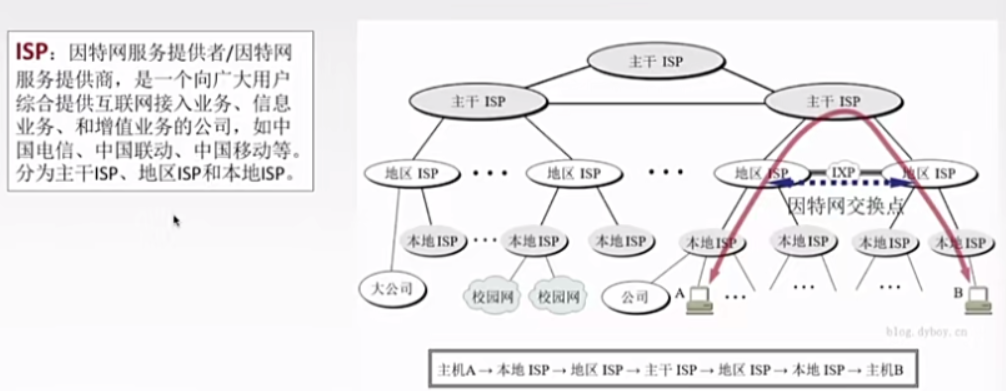 ISP：因特网服务提供者/因特网
服务提供商，是一个向广大用户
综合提供互联网接入业务、信息
业务、和增值业务的公司，如中
国电信、中国联动、中国移动等。
分为主干ISP、地区ISP和本地ISP。
主干 ISP
主干 ISP
主干 ISP
地区 ISP
•••
地区 ISP
•••
地区 ISP
IXP
地区 ISP
因特网交换点
本地ISP
•••
本地ISP
本地ISP
本地ISP
本地ISP
本地ISP
本地ISP
大公司
校园网
校园网
公司
A
•••
•••
•••
B
blog.dyboy.cn
主机A→本地 ISP→地区 ISP→主干 ISP→地区 ISP→本地 ISP→主机B